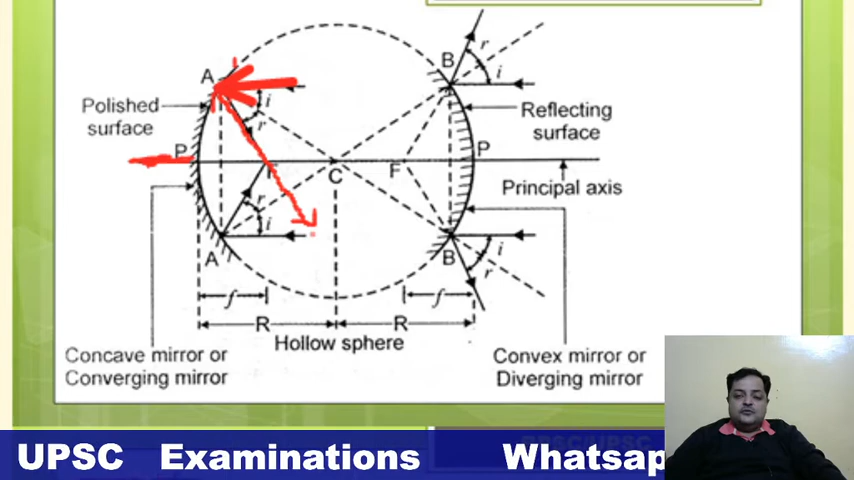 A
B
r
i
i
r
Polished
surface
Reflecting
surface
P
P
F
C
F
Principal axis
r
i
i
r
A
B
f
f
R
R
Hollow sphere
Concave mirror or
Converging mirror
Convex mirror or
Diverging mirror
UPSC Examinations Whatsap